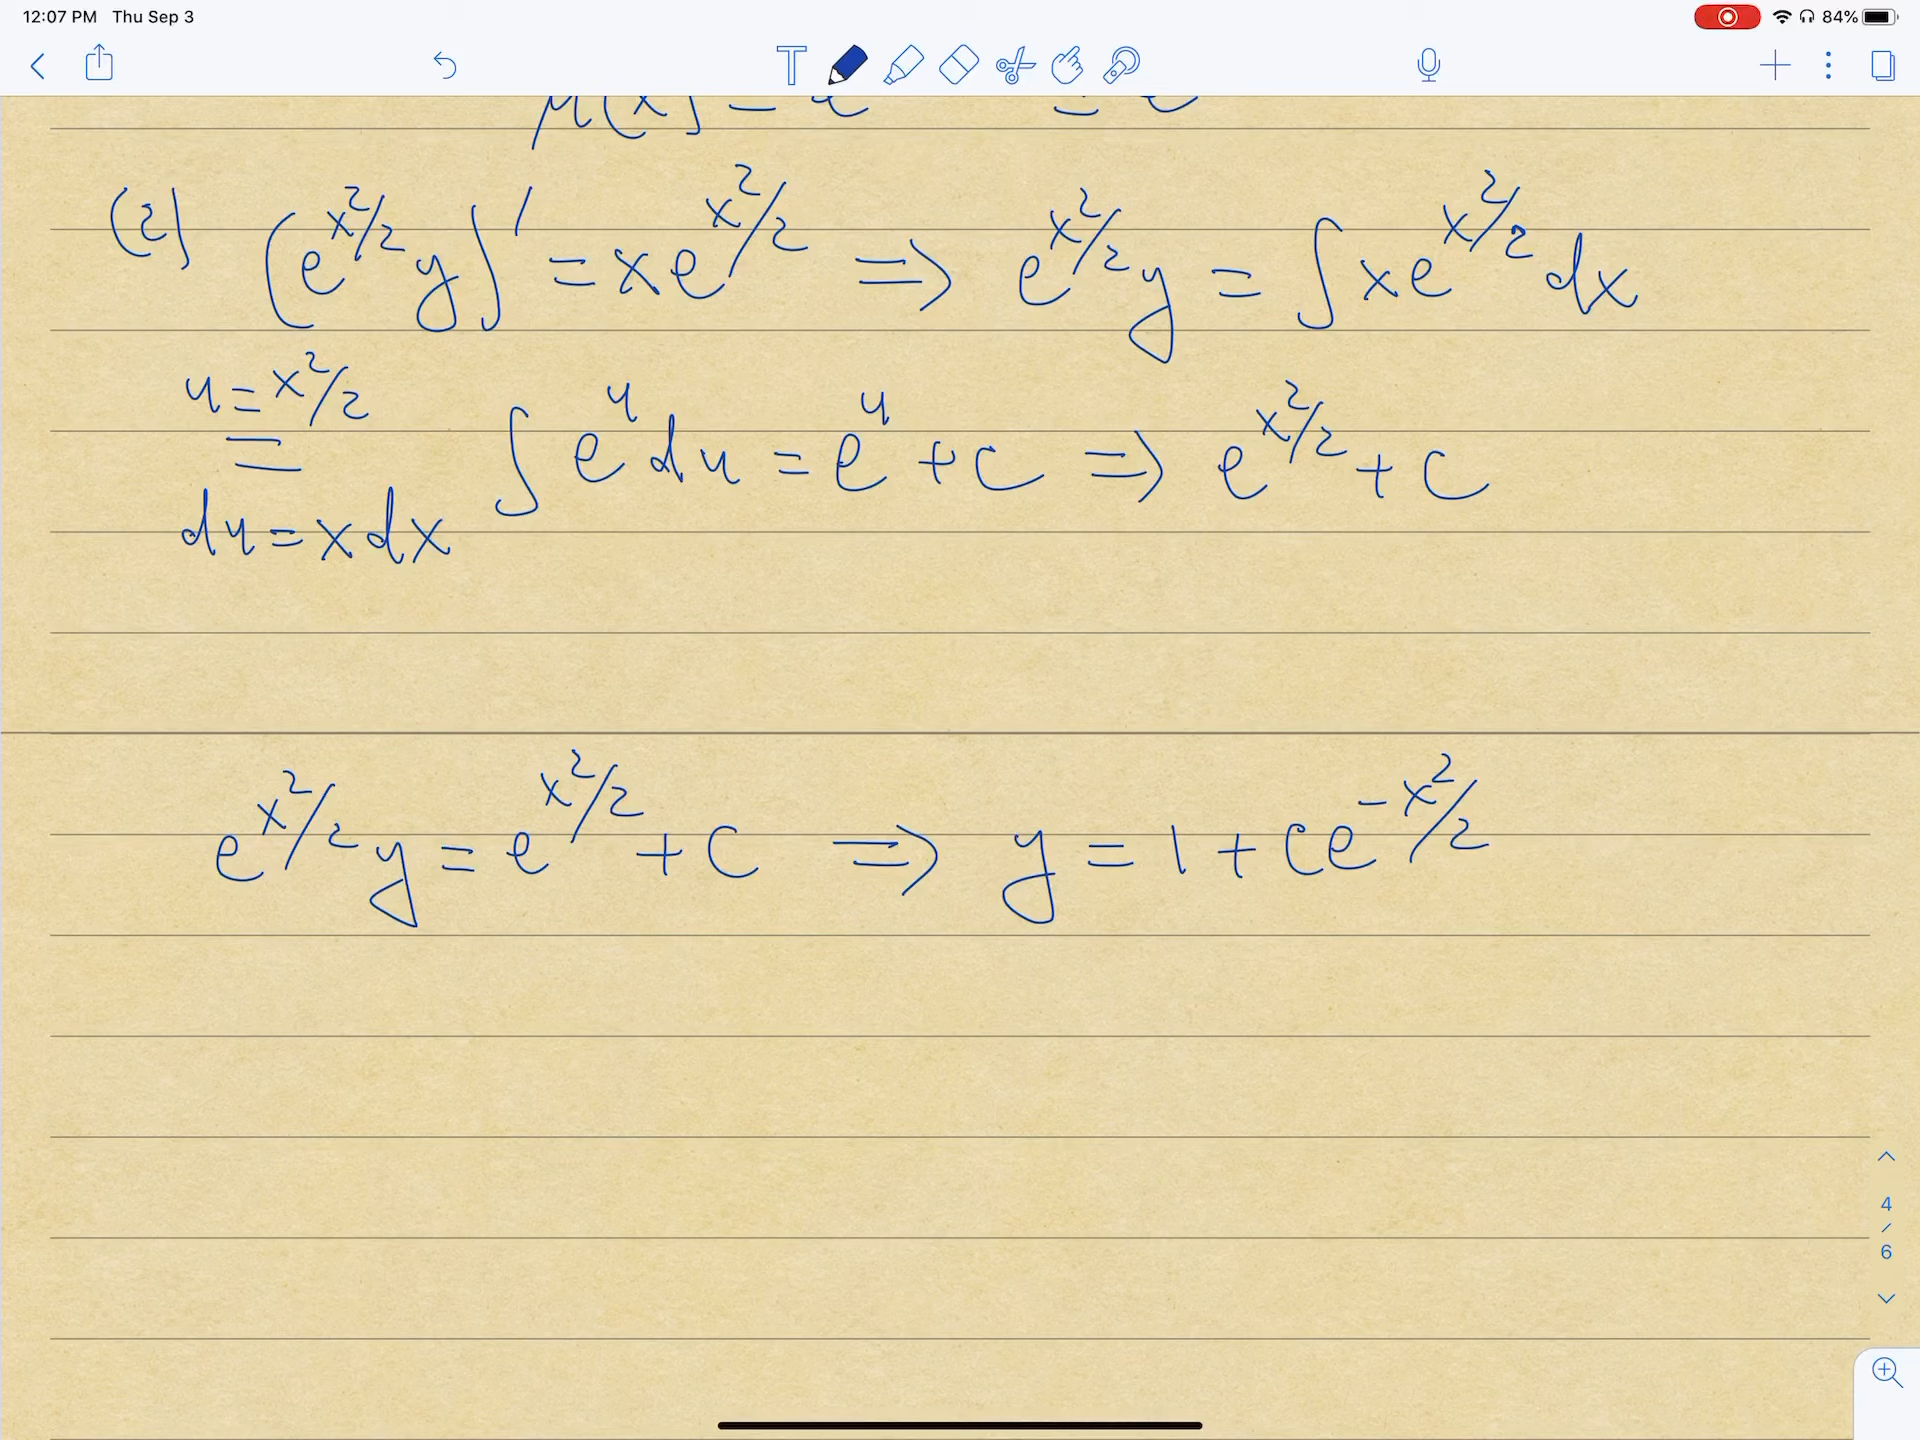 12:07 PM Thu Sep 3 84%
T
μ(x) = e = e
(2) (e^{x²/2} y)' = xe^{x²/2} => e^{x²/2} y = ∫ xe^{x²/2} dx
u = x²/2
= ∫ e^u du = e^u + C => e^{x²/2} + C
du = x dx
e^{x²/2} y = e^{x²/2} + C => y = 1 + Ce^{-x²/2}
4
/
6